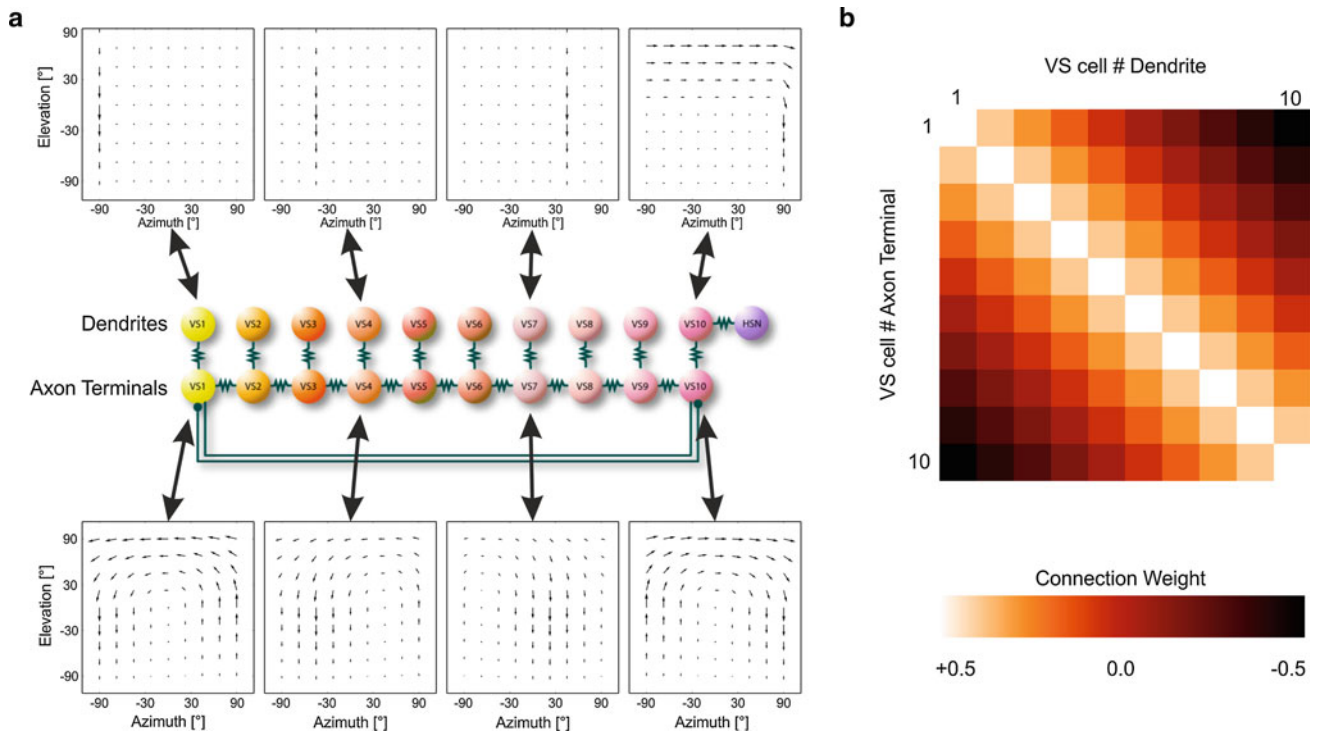 a
b
90
30
-30
-90
Elevation [°]
-90 -30 30 90
Azimuth [°]
-90 -30 30 90
Azimuth [°]
-90 -30 30 90
Azimuth [°]
-90 -30 30 90
Azimuth [°]
Dendrites
VS1 VS2 VS3 VS4 VS5 VS6 VS7 VS8 VS9 VS10 HSN
Axon Terminals
VS1 VS2 VS3 VS4 VS5 VS6 VS7 VS8 VS9 VS10
90
30
-30
-90
Elevation [°]
-90 -30 30 90
Azimuth [°]
-90 -30 30 90
Azimuth [°]
-90 -30 30 90
Azimuth [°]
-90 -30 30 90
Azimuth [°]
VS cell # Dendrite
1 10
1
10
VS cell # Axon Terminal
Connection Weight
+0.5 0.0 -0.5